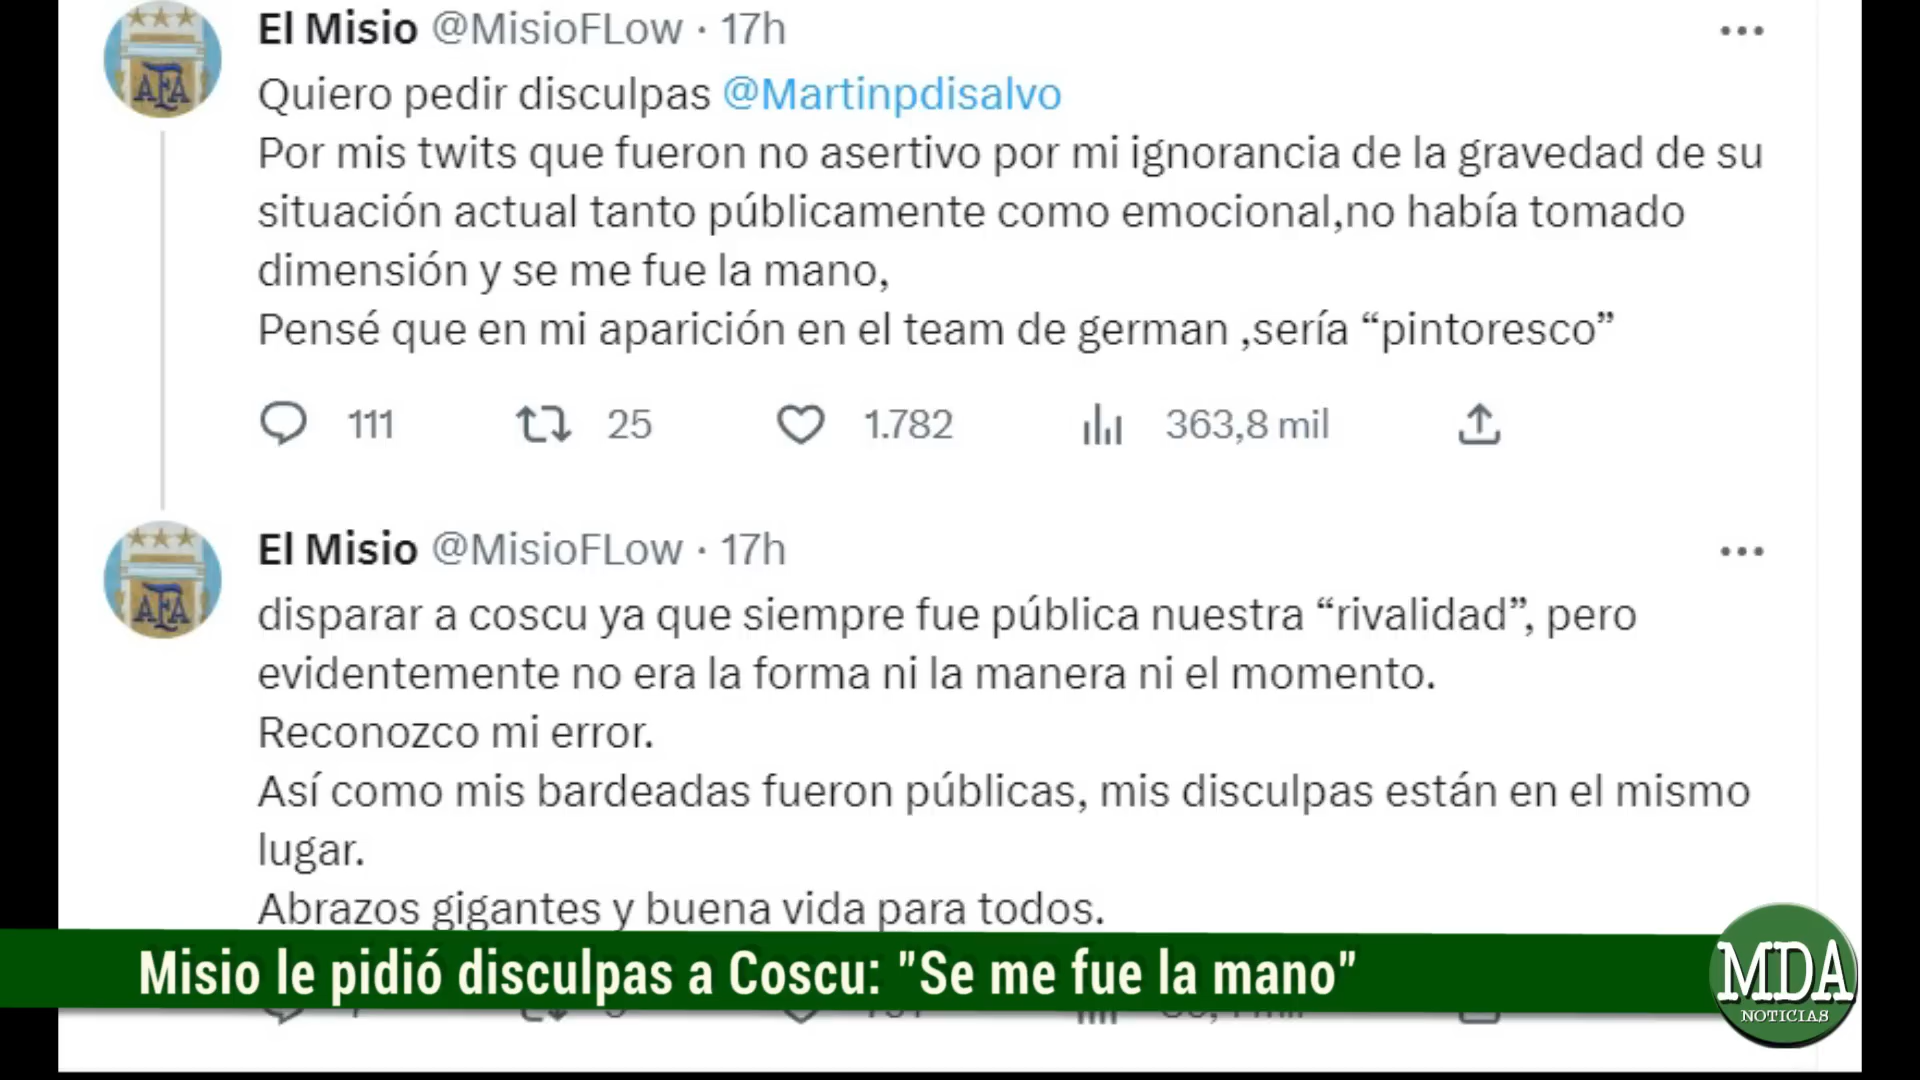 El Misio @MisioFLow · 17h
Quiero pedir disculpas @Martinpdisalvo
Por mis twits que fueron no asertivo por mi ignorancia de la gravedad de su
situación actual tanto públicamente como emocional,no había tomado
dimensión y se me fue la mano,
Pensé que en mi aparición en el team de german ,sería “pintoresco”
111 25 1.782 363,8 mil
El Misio @MisioFLow · 17h
disparar a coscu ya que siempre fue pública nuestra “rivalidad”, pero
evidentemente no era la forma ni la manera ni el momento.
Reconozco mi error.
Así como mis bardeadas fueron públicas, mis disculpas están en el mismo
lugar.
Abrazos gigantes y buena vida para todos.
Misio le pidió disculpas a Coscu: "Se me fue la mano"
MDA
NOTICIAS
AFA
AFA